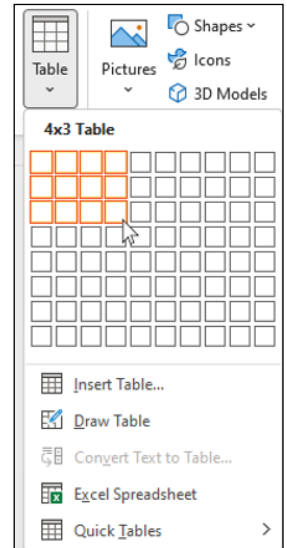 Table
Pictures
Shapes
Icons
3D Models
4x3 Table
Insert Table...
Draw Table
Convert Text to Table...
Excel Spreadsheet
Quick Tables